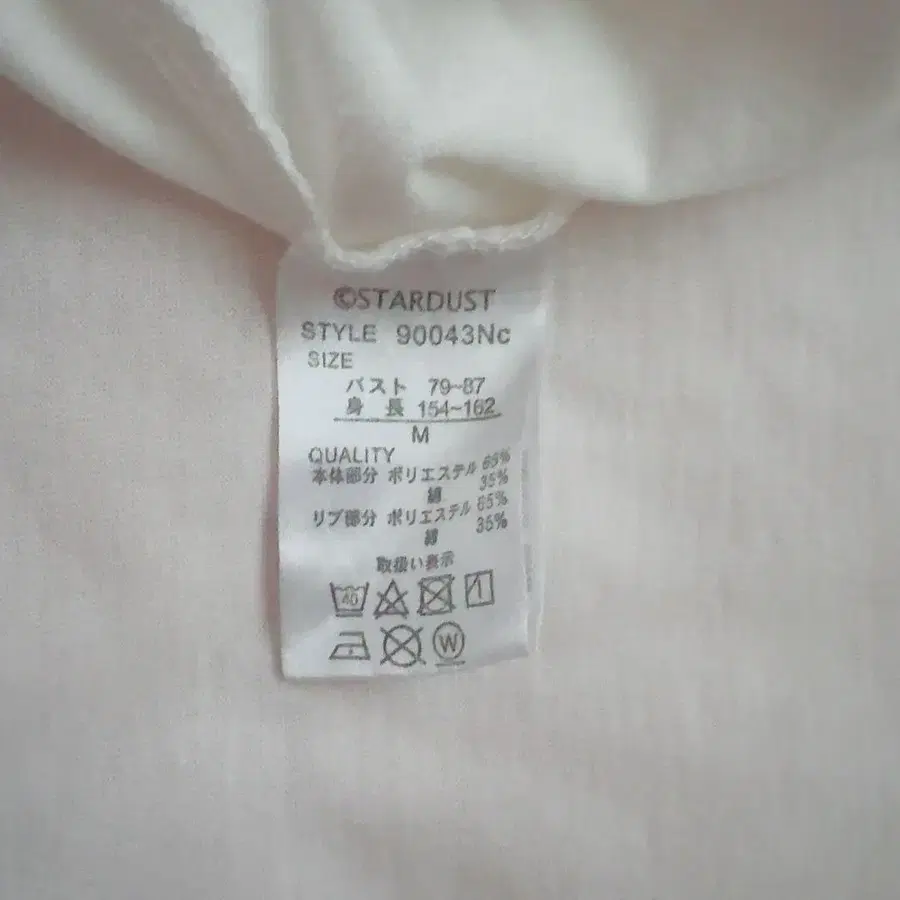 ©STARDUST
STYLE 90043Nc
SIZE
バスト 79~87
身 長 154~162
M
QUALITY
本体部分 ポリエステル 65%
綿 35%
リブ部分 ポリエステル 65%
綿 35%
取扱い表示
40
W